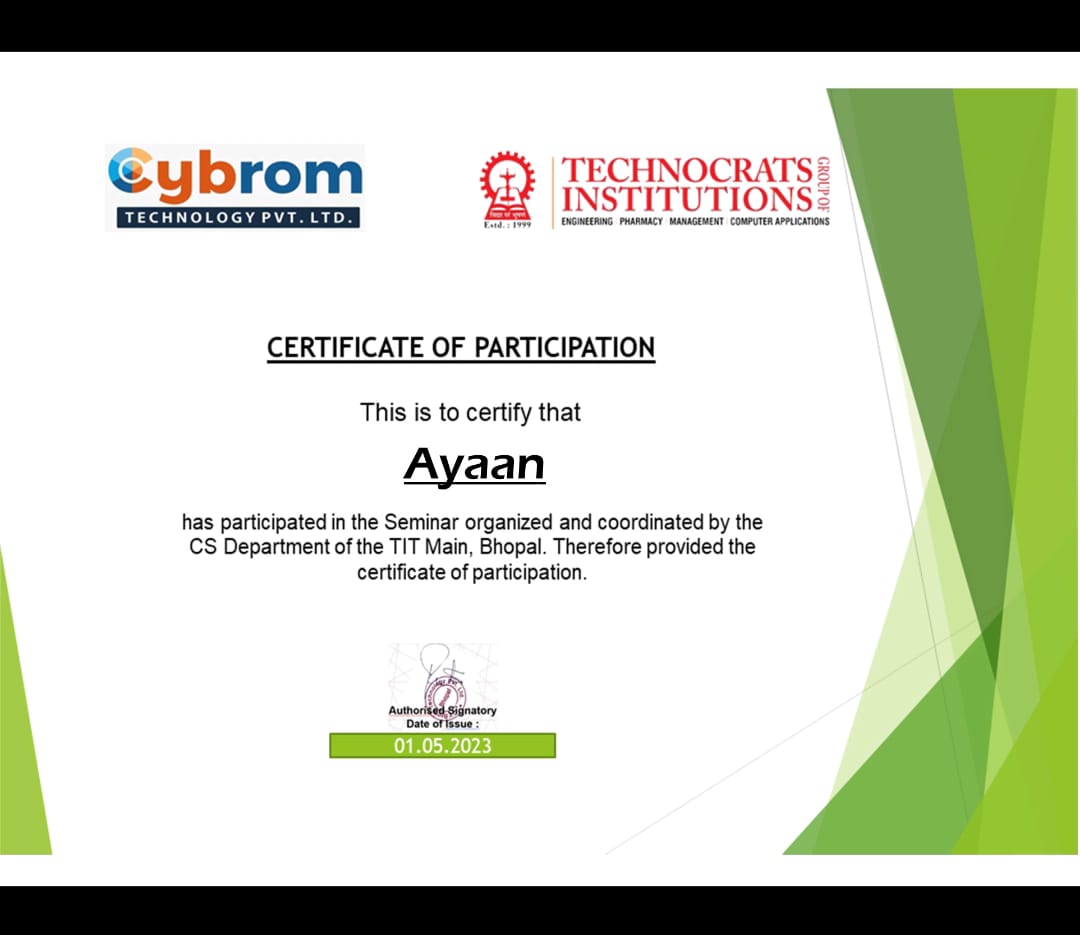 Cybrom
TECHNOLOGY PVT. LTD.
TECHNOCRATS
INSTITUTIONS
GROUP OF
ENGINEERING PHARMACY MANAGEMENT COMPUTER APPLICATIONS
विद्या परं भूषणं
Estd. : 1999
CERTIFICATE OF PARTICIPATION
This is to certify that
Ayaan
has participated in the Seminar organized and coordinated by the
CS Department of the TIT Main, Bhopal. Therefore provided the
certificate of participation.
Authorised Signatory
Date of Issue :
01.05.2023